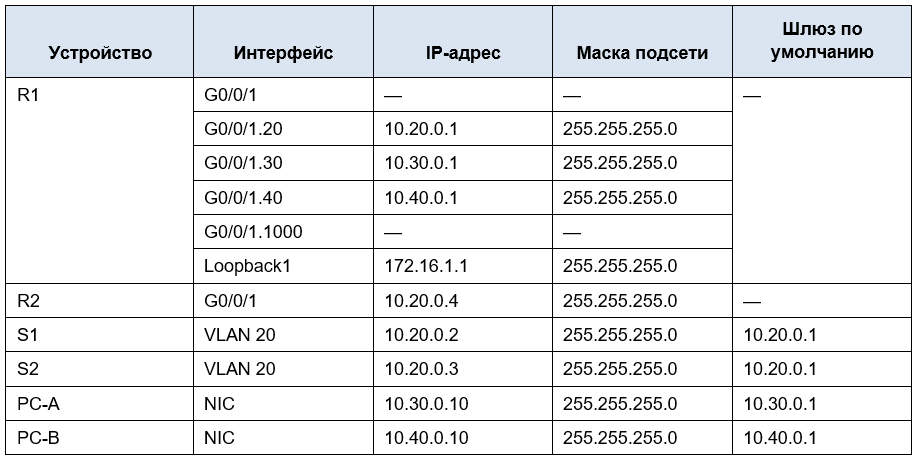 Устройство Интерфейс IP-адрес Маска подсети Шлюз по умолчанию
R1 G0/0/1 — — —
G0/0/1.20 10.20.0.1 255.255.255.0
G0/0/1.30 10.30.0.1 255.255.255.0
G0/0/1.40 10.40.0.1 255.255.255.0
G0/0/1.1000 — —
Loopback1 172.16.1.1 255.255.255.0
R2 G0/0/1 10.20.0.4 255.255.255.0 —
S1 VLAN 20 10.20.0.2 255.255.255.0 10.20.0.1
S2 VLAN 20 10.20.0.3 255.255.255.0 10.20.0.1
PC-A NIC 10.30.0.10 255.255.255.0 10.30.0.1
PC-B NIC 10.40.0.10 255.255.255.0 10.40.0.1